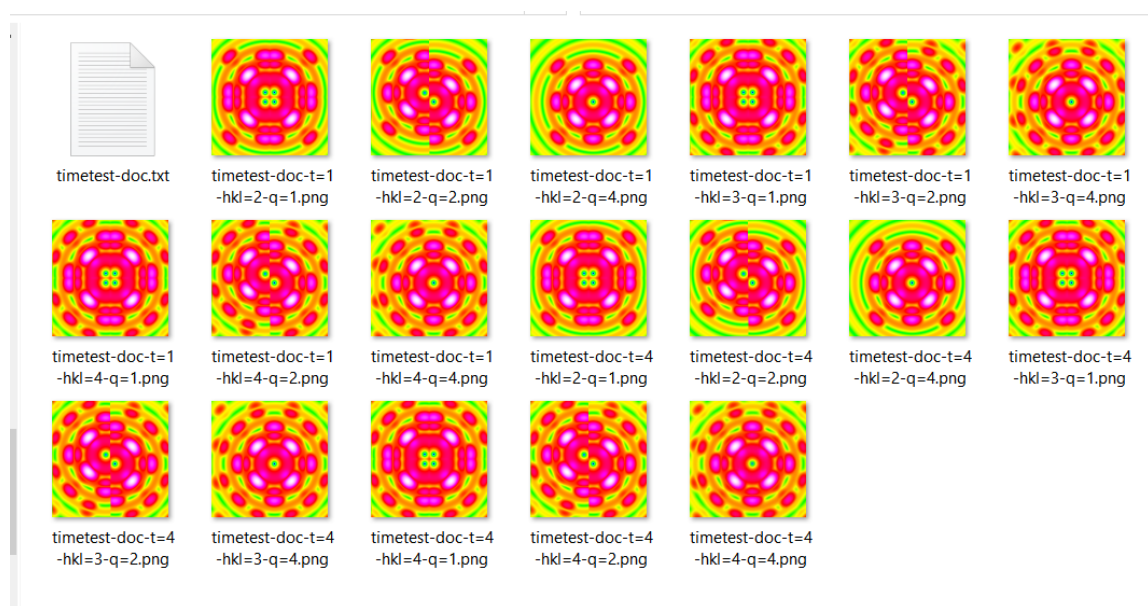 timetest-doc.txt
timetest-doc-t=1
-hkl=2-q=1.png
timetest-doc-t=1
-hkl=2-q=2.png
timetest-doc-t=1
-hkl=2-q=4.png
timetest-doc-t=1
-hkl=3-q=1.png
timetest-doc-t=1
-hkl=3-q=2.png
timetest-doc-t=1
-hkl=3-q=4.png
timetest-doc-t=1
-hkl=4-q=1.png
timetest-doc-t=1
-hkl=4-q=2.png
timetest-doc-t=1
-hkl=4-q=4.png
timetest-doc-t=4
-hkl=2-q=1.png
timetest-doc-t=4
-hkl=2-q=2.png
timetest-doc-t=4
-hkl=2-q=4.png
timetest-doc-t=4
-hkl=3-q=1.png
timetest-doc-t=4
-hkl=3-q=2.png
timetest-doc-t=4
-hkl=3-q=4.png
timetest-doc-t=4
-hkl=4-q=1.png
timetest-doc-t=4
-hkl=4-q=2.png
timetest-doc-t=4
-hkl=4-q=4.png